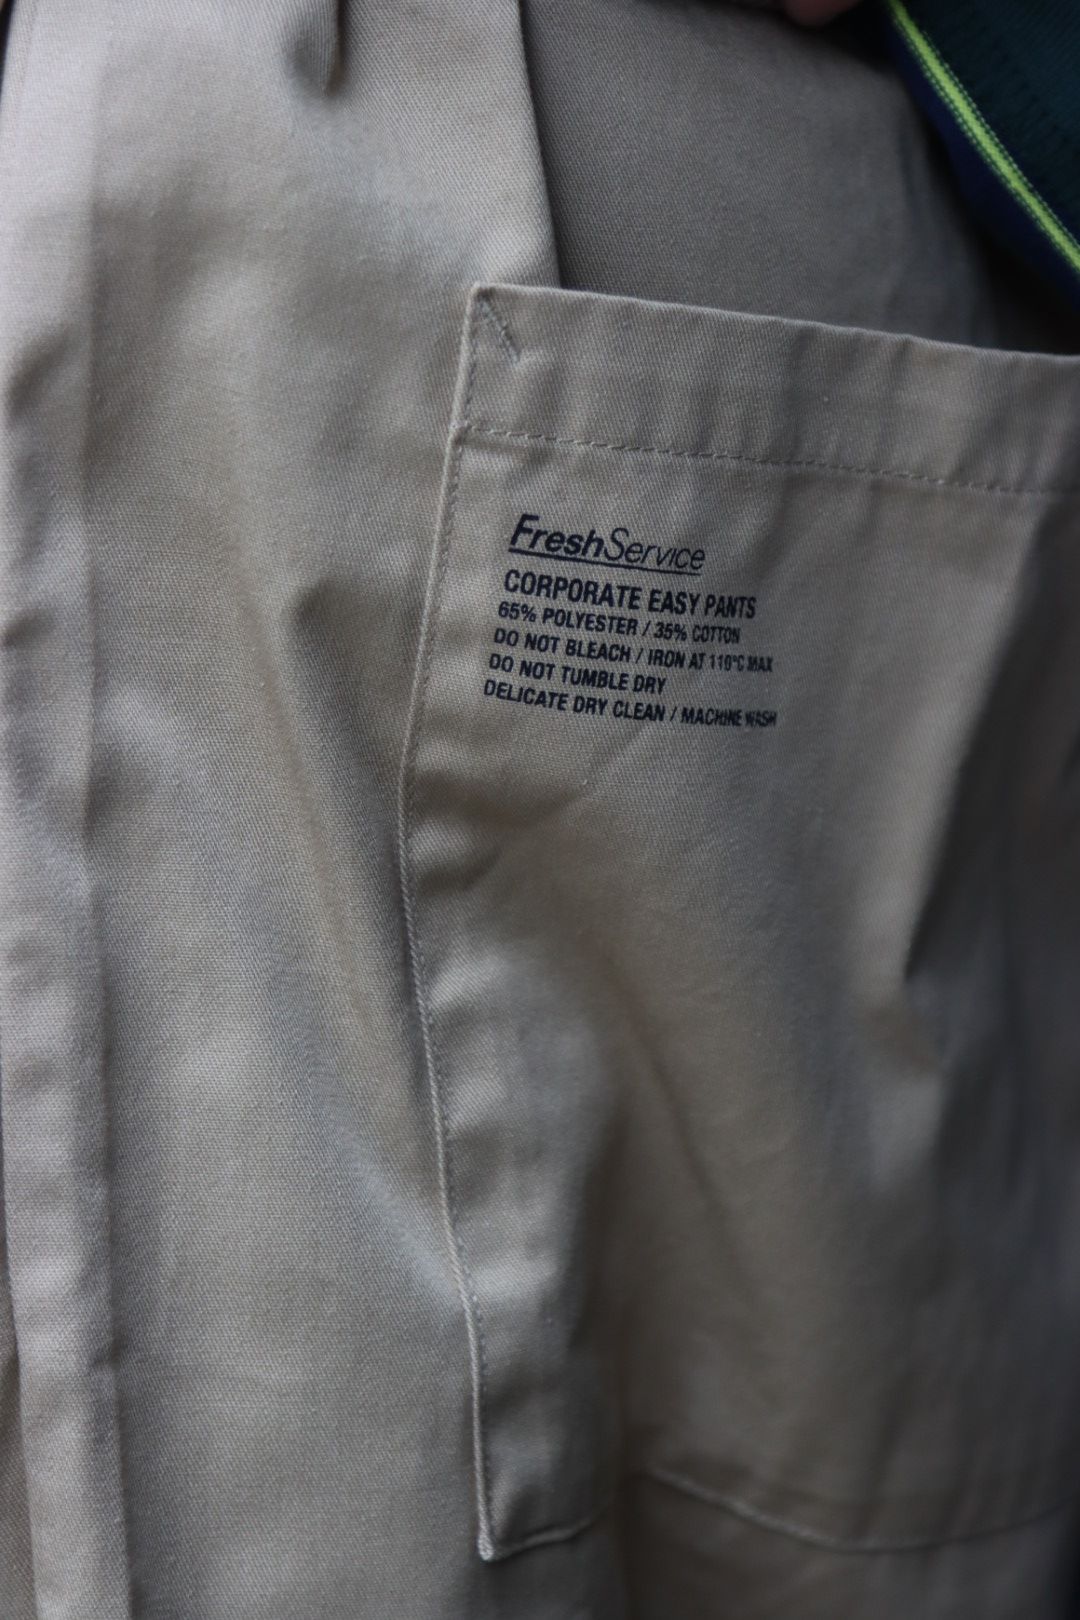 FreshService
CORPORATE EASY PANTS
65% POLYESTER / 35% COTTON
DO NOT BLEACH / IRON AT 110°C MAX
DO NOT TUMBLE DRY
DELICATE DRY CLEAN / MACHINE WASH